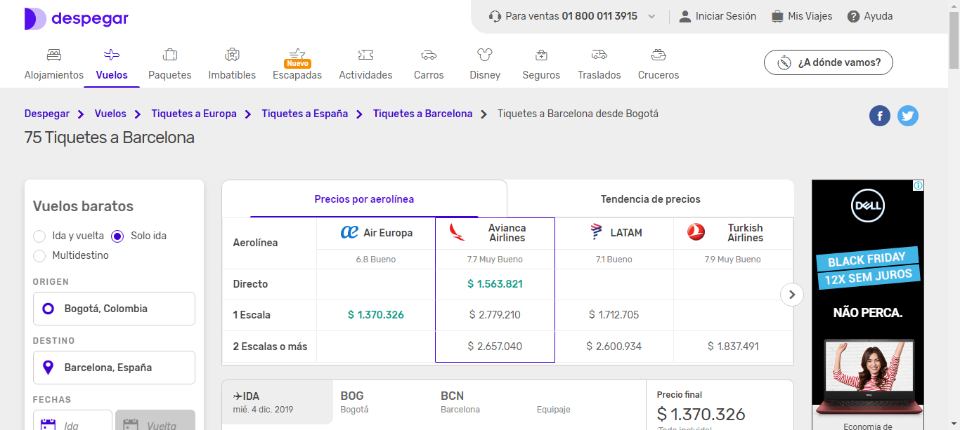 despegar
Para ventas 01 800 011 3915
Iniciar Sesión
Mis Viajes
Ayuda
Alojamientos
Vuelos
Paquetes
Imbatibles
Nuevo
Escapadas
Actividades
Carros
Disney
Seguros
Traslados
Cruceros
¿A dónde vamos?
Despegar
Vuelos
Tiquetes a Europa
Tiquetes a España
Tiquetes a Barcelona
Tiquetes a Barcelona desde Bogotá
75 Tiquetes a Barcelona
Vuelos baratos
Ida y vuelta
Solo ida
Multidestino
ORIGEN
Bogotá, Colombia
DESTINO
Barcelona, España
FECHAS
Ida
Vuelta
Precios por aerolínea
Tendencia de precios
Aerolínea
Air Europa
Avianca
Airlines
LATAM
Turkish
Airlines
6.8 Bueno
7.7 Muy Bueno
7.1 Bueno
7.9 Muy Bueno
Directo
$ 1.563.821
1 Escala
$ 1.370.326
$ 2.779.210
$ 1.712.705
2 Escalas o más
$ 2.657.040
$ 2.600.934
$ 1.837.491
IDA
mié. 4 dic. 2019
BOG
Bogotá
BCN
Barcelona
Equipaje
Precio final
$ 1.370.326
Todo incluido
DELL
BLACK FRIDAY
12X SEM JUROS
NÃO PERCA.
Economia de